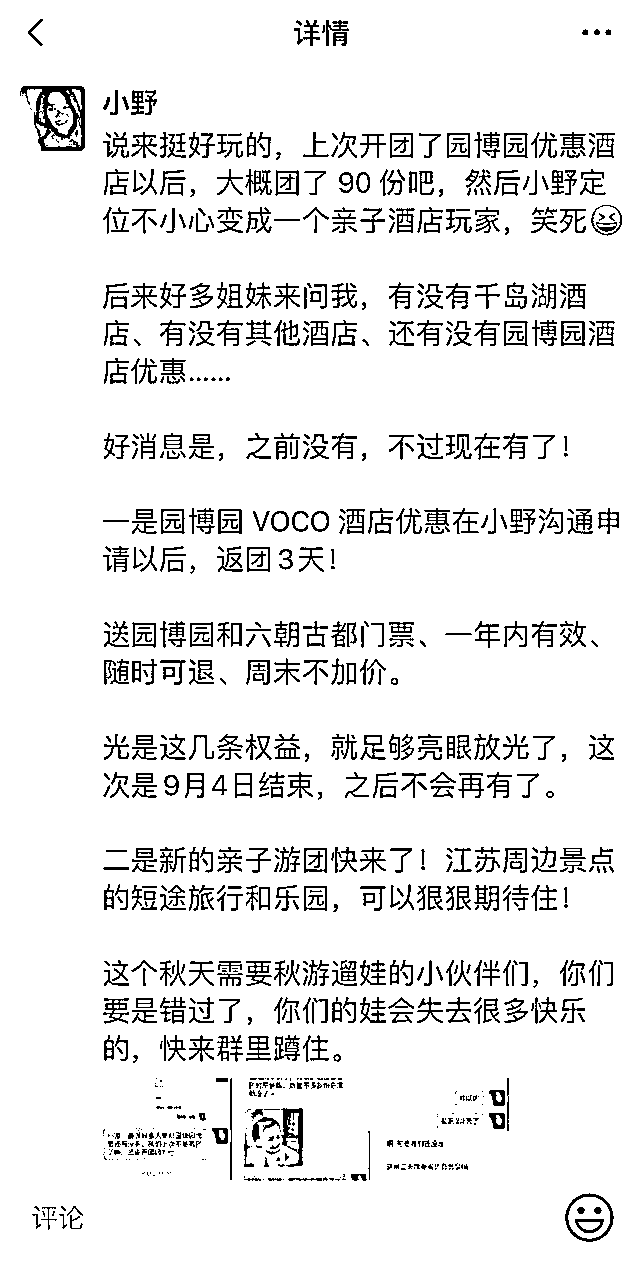 详情
小野
说来挺好玩的，上次开团了园博园优惠酒
店以后，大概团了 90 份吧，然后小野定
位不小心变成一个亲子酒店玩家，笑死😆
后来好多姐妹来问我，有没有千岛湖酒
店、有没有其他酒店、还有没有园博园酒
店优惠......
好消息是，之前没有，不过现在有了！
一是园博园 VOCO 酒店优惠在小野沟通申
请以后，返团3天！
送园博园和六朝古都门票、一年内有效、
随时可退、周末不加价。
光是这几条权益，就足够亮眼放光了，这
次是9月4日结束，之后不会再有了。
二是新的亲子游团快来了！江苏周边景点
的短途旅行和乐园，可以狠狠期待住！
这个秋天需要秋游遛娃的小伙伴们，你们
要是错过了，你们的娃会失去很多快乐
的，快来群里蹲住。
评论